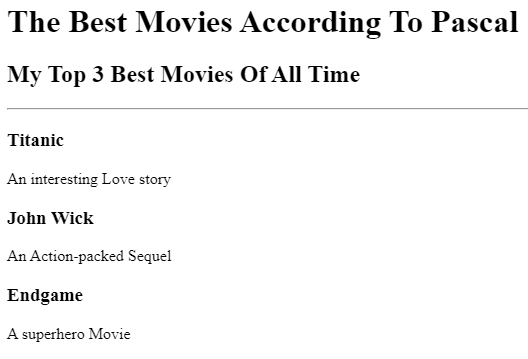 The Best Movies According To Pascal
My Top 3 Best Movies Of All Time
Titanic
An interesting Love story
John Wick
An Action-packed Sequel
Endgame
A superhero Movie